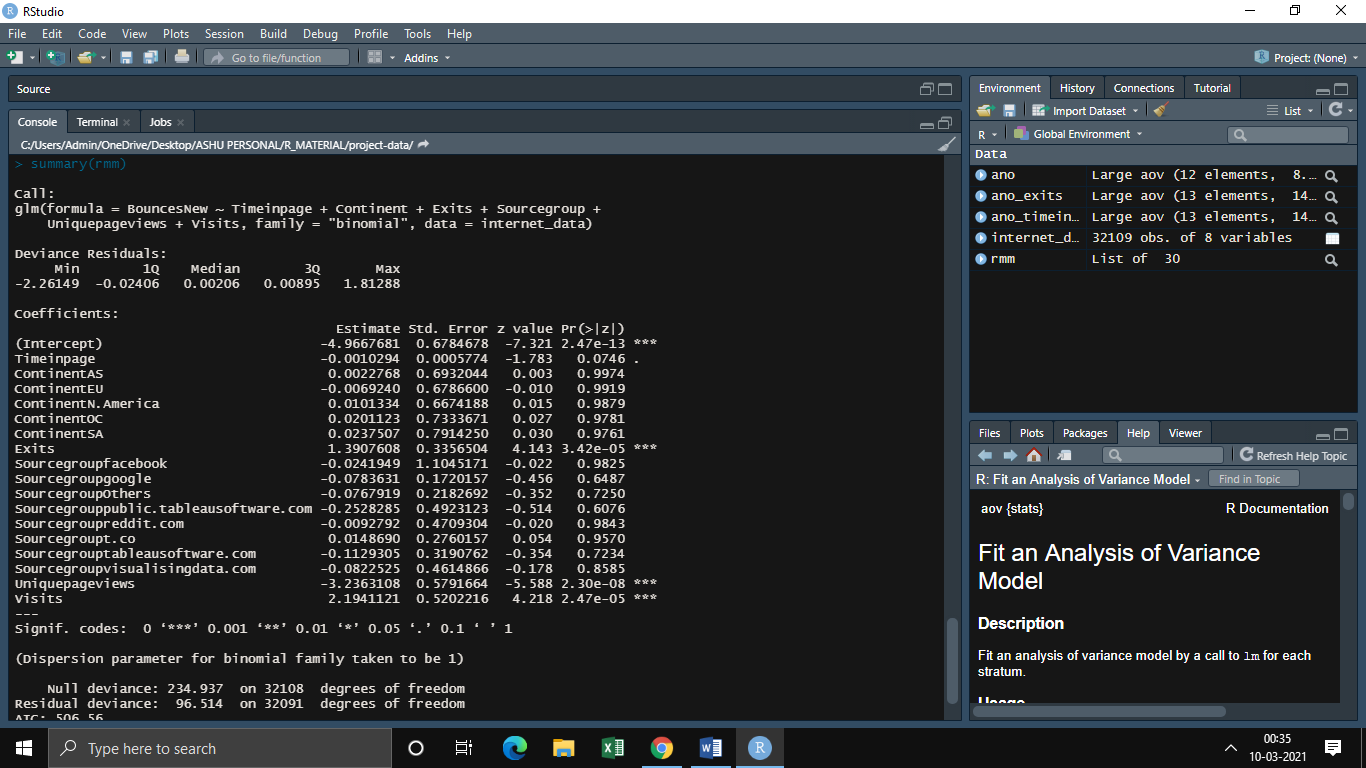 RStudio
File Edit Code View Plots Session Build Debug Profile Tools Help
Go to file/function Addins Project: (None)
Source
Console Terminal Jobs
C:/Users/Admin/OneDrive/Desktop/ASHU PERSONAL/R_MATERIAL/project-data/
> summary(rmm)
Call:
glm(formula = BouncesNew ~ Timeinpage + Continent + Exits + Sourcegroup +
Uniquepageviews + Visits, family = "binomial", data = internet_data)
Deviance Residuals:
Min 1Q Median 3Q Max
-2.26149 -0.02406 0.00206 0.00895 1.81288
Coefficients:
Estimate Std. Error z value Pr(>|z|)
(Intercept) -4.9667681 0.6784678 -7.321 2.47e-13 ***
Timeinpage -0.0010294 0.0005774 -1.783 0.0746 .
ContinentAS 0.0022768 0.6932044 0.003 0.9974
ContinentEU -0.0069240 0.6786600 -0.010 0.9919
ContinentN.America 0.0101334 0.6674188 0.015 0.9879
ContinentOC 0.0201123 0.7333671 0.027 0.9781
ContinentSA 0.0237507 0.7914250 0.030 0.9761
Exits 1.3907608 0.3356504 4.143 3.42e-05 ***
Sourcegroupfacebook -0.0241949 1.1045171 -0.022 0.9825
Sourcegroupgoogle -0.0783631 0.1720157 -0.456 0.6487
SourcegroupOthers -0.0767919 0.2182692 -0.352 0.7250
Sourcegrouppublic.tableausoftware.com -0.2528285 0.4923123 -0.514 0.6076
Sourcegroupreddit.com -0.0092792 0.4709304 -0.020 0.9843
Sourcegroupt.co 0.0148690 0.2760157 0.054 0.9570
Sourcegrouptableausoftware.com -0.1129305 0.3190762 -0.354 0.7234
Sourcegroupvisualisingdata.com -0.0822525 0.4614866 -0.178 0.8585
Uniquepageviews -3.2363108 0.5791664 -5.588 2.30e-08 ***
Visits 2.1941121 0.5202216 4.218 2.47e-05 ***
---
Signif. codes: 0 ‘***’ 0.001 ‘**’ 0.01 ‘*’ 0.05 ‘.’ 0.1 ‘ ’ 1
(Dispersion parameter for binomial family taken to be 1)
Null deviance: 234.937 on 32108 degrees of freedom
Residual deviance: 96.514 on 32091 degrees of freedom
AIC: 506.56
Environment History Connections Tutorial
Import Dataset List
R Global Environment
Data
ano Large aov (12 elements, 8.…
ano_exits Large aov (13 elements, 14…
ano_timein… Large aov (13 elements, 14…
internet_d… 32109 obs. of 8 variables
rmm List of 30
Files Plots Packages Help Viewer
Refresh Help Topic
R: Fit an Analysis of Variance Model Find in Topic
aov {stats} R Documentation
Fit an Analysis of Variance
Model
Description
Fit an analysis of variance model by a call to lm for each
stratum.
Usage
Type here to search
00:35
10-03-2021